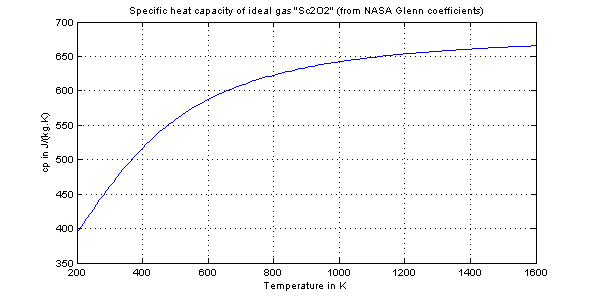 Specific heat capacity of ideal gas "Sc2O2" (from NASA Glenn coefficients)
700
650
600
550
500
450
400
350
cp in J/(kg.K)
200 400 600 800 1000 1200 1400 1600
Temperature in K